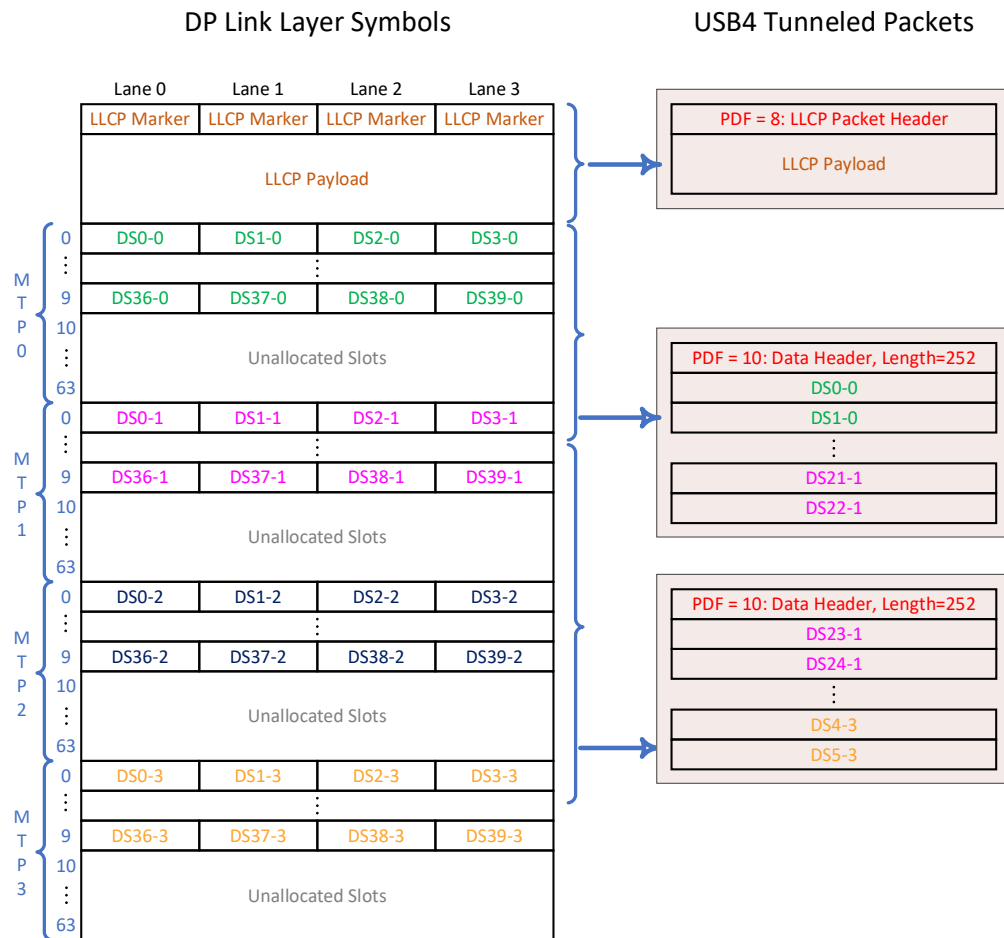 DP Link Layer Symbols
USB4 Tunneled Packets
Lane 0 Lane 1 Lane 2 Lane 3
LLCP Marker LLCP Marker LLCP Marker LLCP Marker
LLCP Payload
PDF = 8: LLCP Packet Header
LLCP Payload
MTP0
0 DS0-0 DS1-0 DS2-0 DS3-0
⋮ ⋮
9 DS36-0 DS37-0 DS38-0 DS39-0
10
⋮ Unallocated Slots
63
MTP1
0 DS0-1 DS1-1 DS2-1 DS3-1
⋮ ⋮
9 DS36-1 DS37-1 DS38-1 DS39-1
10
⋮ Unallocated Slots
63
MTP2
0 DS0-2 DS1-2 DS2-2 DS3-2
⋮ ⋮
9 DS36-2 DS37-2 DS38-2 DS39-2
10
⋮ Unallocated Slots
63
MTP3
0 DS0-3 DS1-3 DS2-3 DS3-3
⋮ ⋮
9 DS36-3 DS37-3 DS38-3 DS39-3
10
⋮ Unallocated Slots
63
PDF = 10: Data Header, Length=252
DS0-0
DS1-0
⋮
DS21-1
DS22-1
PDF = 10: Data Header, Length=252
DS23-1
DS24-1
⋮
DS4-3
DS5-3